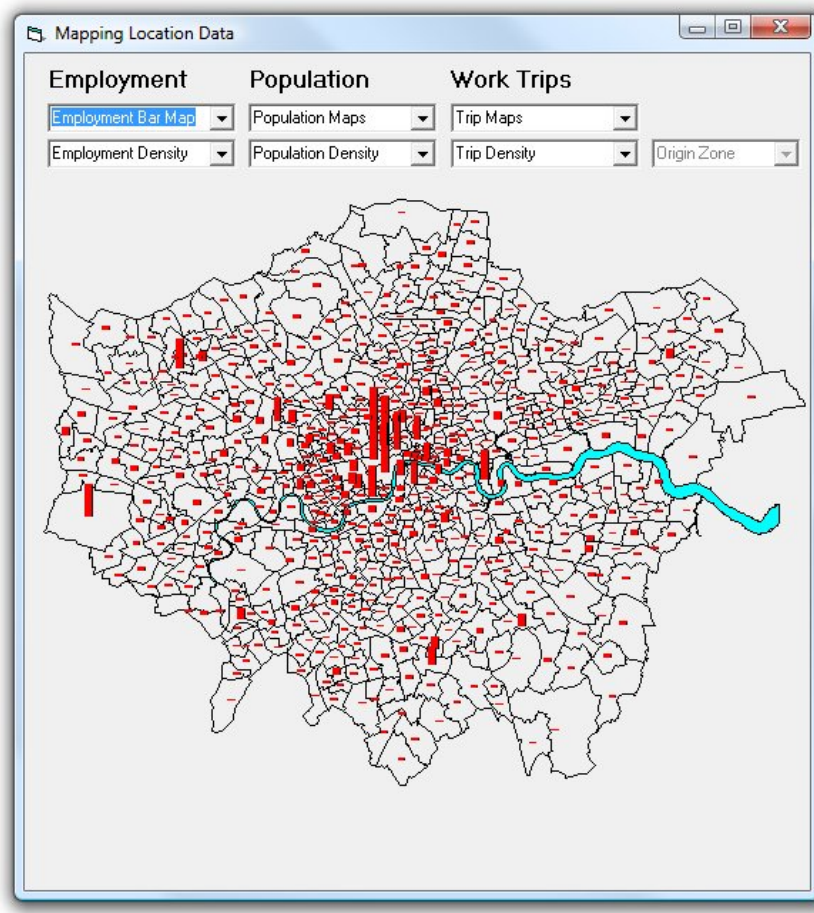 Mapping Location Data
Employment Population Work Trips
Employment Bar Map Population Maps Trip Maps
Employment Density Population Density Trip Density Origin Zone